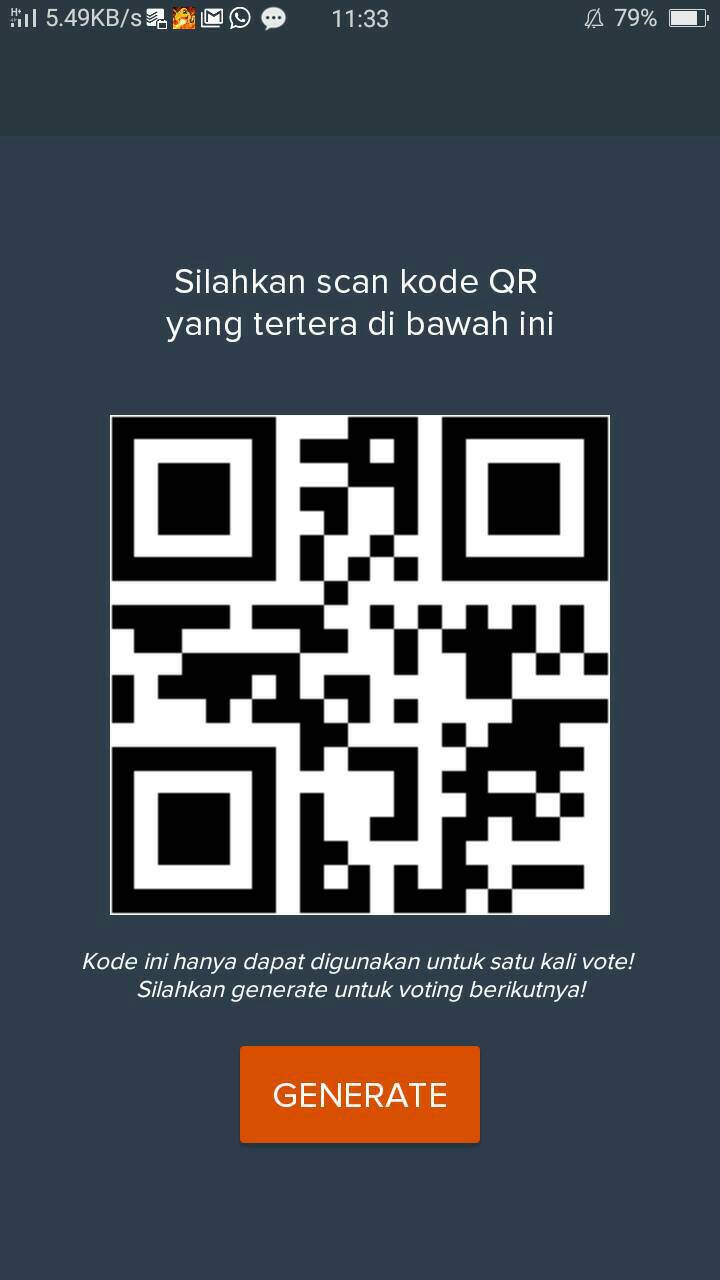 5.49KB/s 11:33 79%
Silahkan scan kode QR
yang tertera di bawah ini
Kode ini hanya dapat digunakan untuk satu kali vote!
Silahkan generate untuk voting berikutnya!
GENERATE